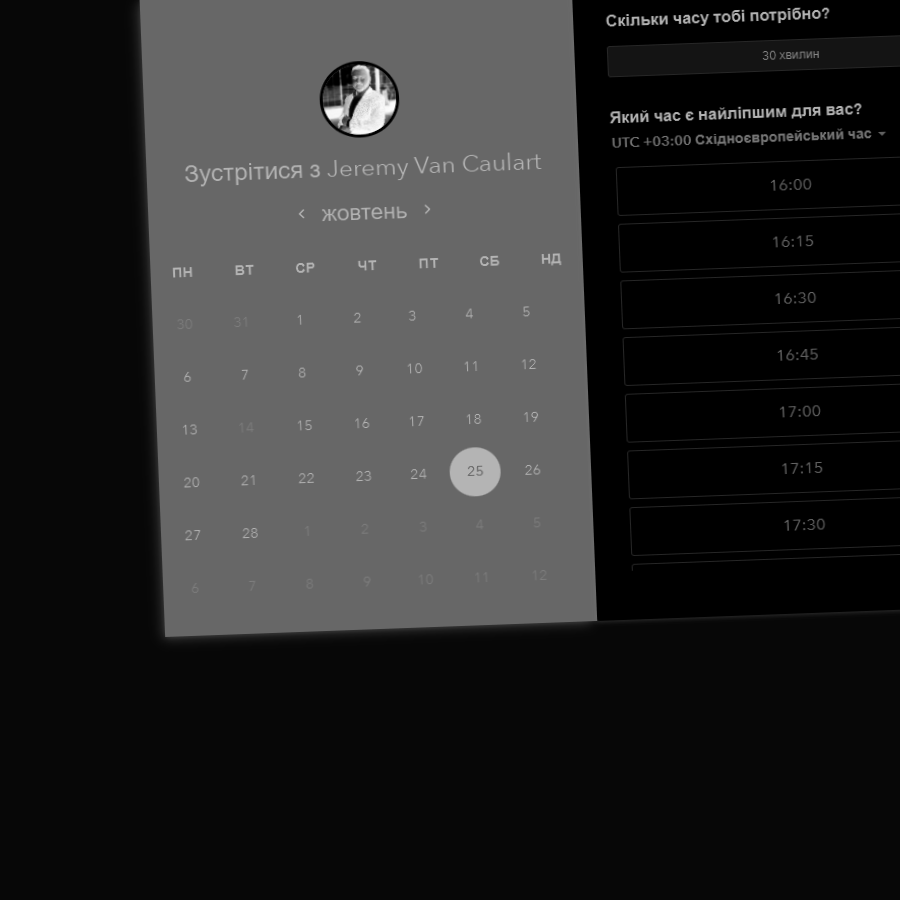 Зустрітися з Jeremy Van Caulart
жовтень
ПН ВТ СР ЧТ ПТ СБ НД
30 31 1 2 3 4 5
6 7 8 9 10 11 12
13 14 15 16 17 18 19
20 21 22 23 24 25 26
27 28 1 2 3 4 5
6 7 8 9 10 11 12
Скільки часу тобі потрібно?
30 хвилин
Який час є найліпшим для вас?
UTC +03:00 Східноєвропейський час
16:00
16:15
16:30
16:45
17:00
17:15
17:30